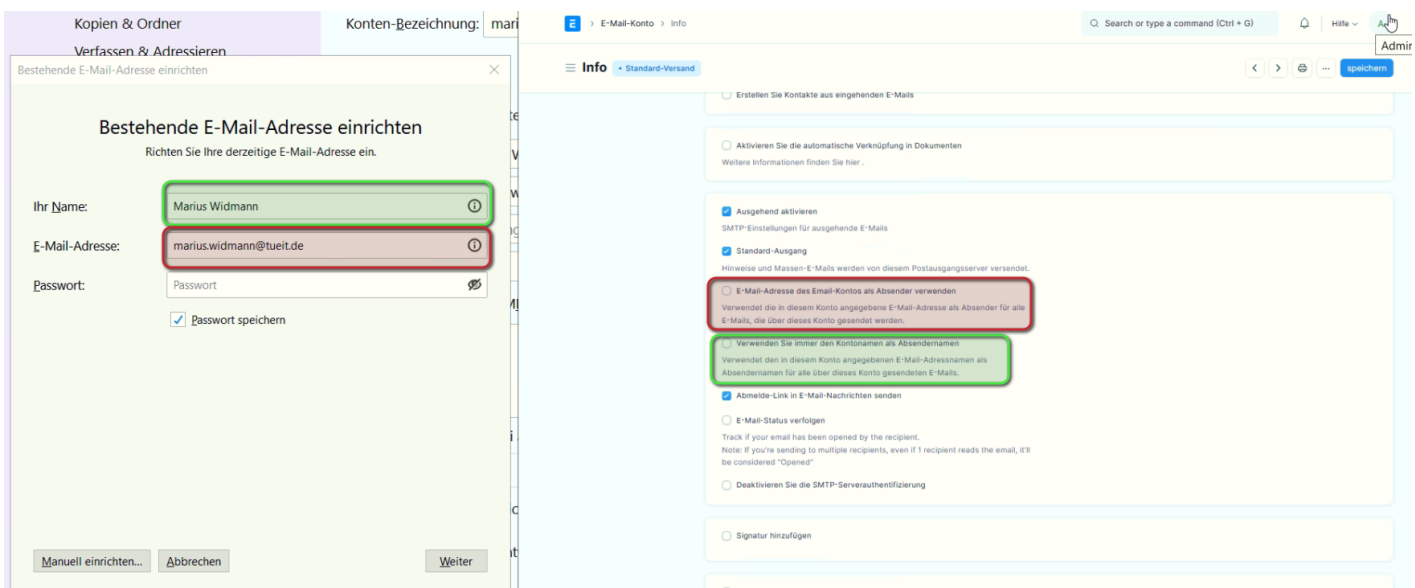 Kopien & Ordner
Verfassen & Adressieren
Konten-Bezeichnung: mari
Bestehende E-Mail-Adresse einrichten
Bestehende E-Mail-Adresse einrichten
Richten Sie Ihre derzeitige E-Mail-Adresse ein.
Ihr Name: Marius Widmann
E-Mail-Adresse: marius.widmann@tueit.de
Passwort: Passwort
Passwort speichern
Manuell einrichten... Abbrechen Weiter
E > E-Mail-Konto > Info
Search or type a command (Ctrl + G)
Hilfe
Admin
Info • Standard-Versand
... speichern
Erstellen Sie Kontakte aus eingehenden E-Mails
Aktivieren Sie die automatische Verknüpfung in Dokumenten
Weitere Informationen finden Sie hier .
Ausgehend aktivieren
SMTP-Einstellungen für ausgehende E-Mails
Standard-Ausgang
Hinweise und Massen-E-Mails werden von diesem Postausgangsserver versendet.
E-Mail-Adresse des Email-Kontos als Absender verwenden
Verwendet die in diesem Konto angegebene E-Mail-Adresse als Absender für alle
E-Mails, die über dieses Konto gesendet werden.
Verwenden Sie immer den Kontonamen als Absendernamen
Verwendet den in diesem Konto angegebenen E-Mail-Adressnamen als
Absendernamen für alle über dieses Konto gesendeten E-Mails.
Abmelde-Link in E-Mail-Nachrichten senden
E-Mail-Status verfolgen
Track if your email has been opened by the recipient.
Note: If you're sending to multiple recipients, even if 1 recipient reads the email, it'll
be considered "Opened"
Deaktivieren Sie die SMTP-Serverauthentifizierung
Signatur hinzufügen